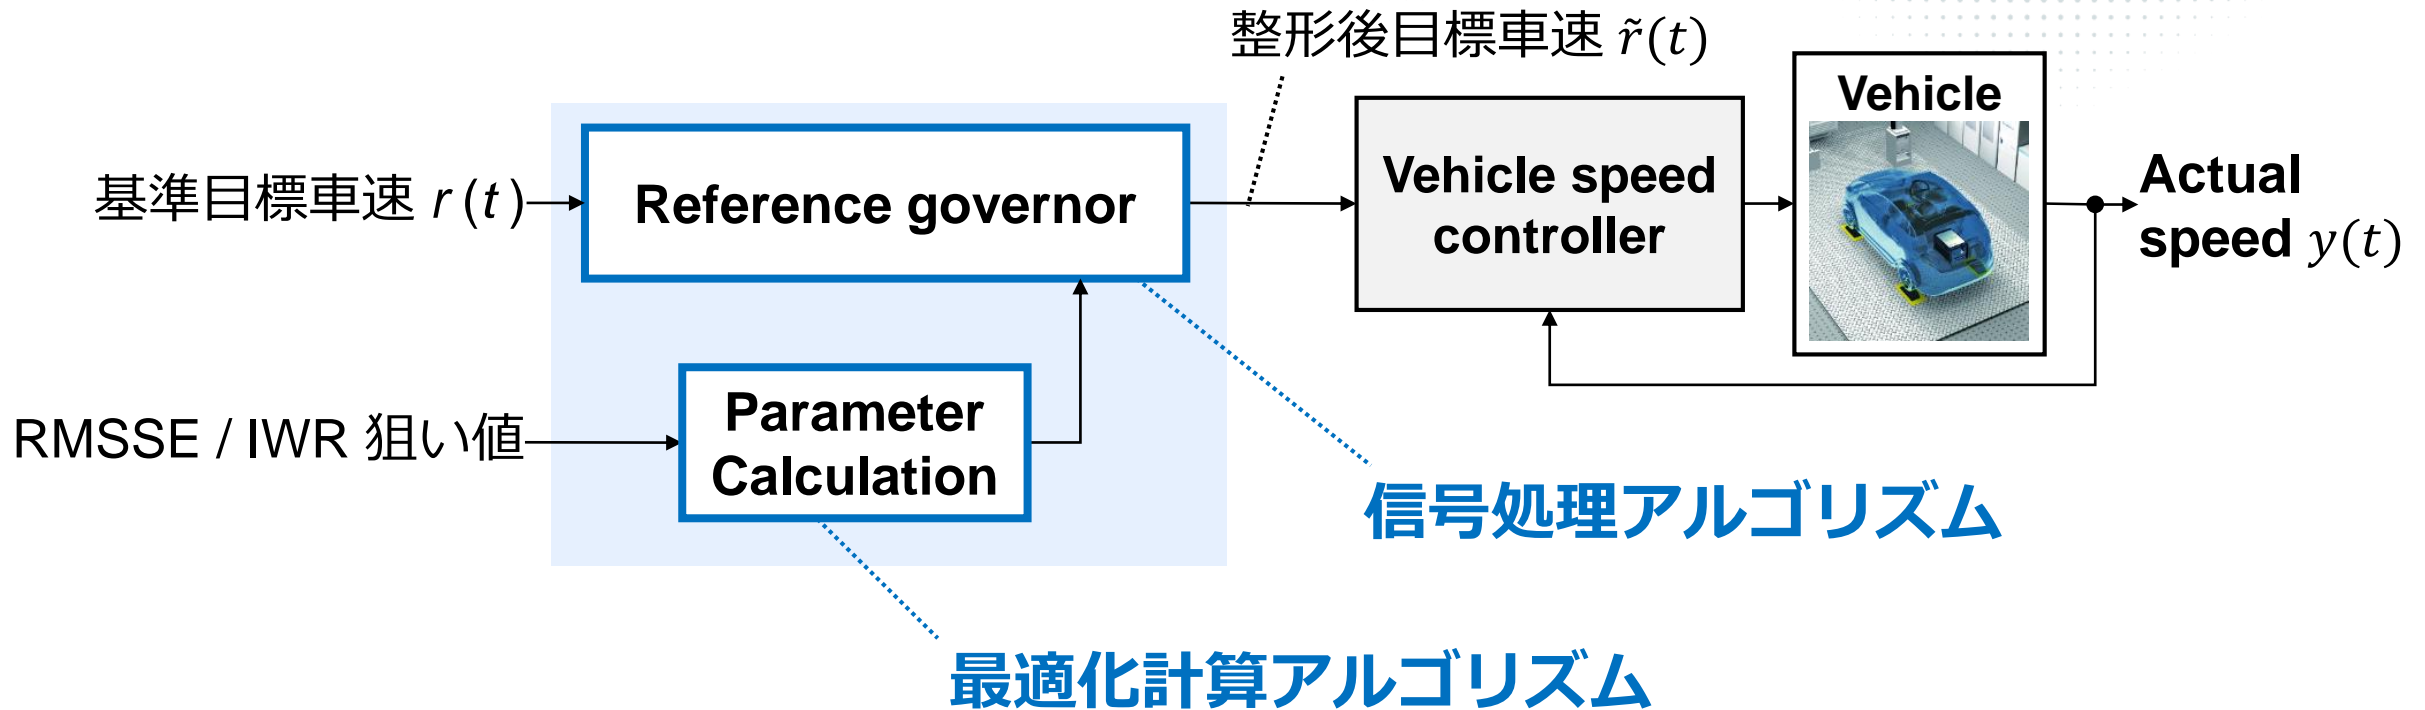 整形後目標車速 r̃(t)
Vehicle
基準目標車速 r (t)
Reference governor
Vehicle speed
controller
Actual
speed y(t)
RMSSE / IWR 狙い値
Parameter
Calculation
信号処理アルゴリズム
最適化計算アルゴリズム